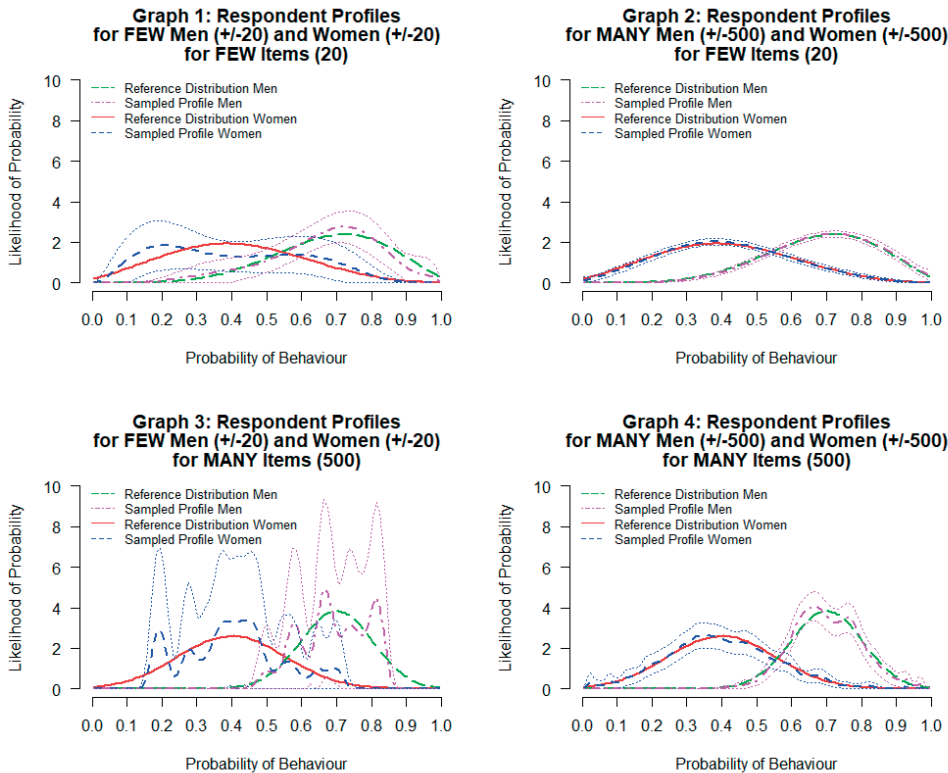 Graph 1: Respondent Profiles
for FEW Men (+/-20) and Women (+/-20)
for FEW Items (20)
Likelihood of Probability
10
8
6
4
2
0
Reference Distribution Men
Sampled Profile Men
Reference Distribution Women
Sampled Profile Women
0.0 0.1 0.2 0.3 0.4 0.5 0.6 0.7 0.8 0.9 1.0
Probability of Behaviour
Graph 2: Respondent Profiles
for MANY Men (+/-500) and Women (+/-500)
for FEW Items (20)
Likelihood of Probability
10
8
6
4
2
0
Reference Distribution Men
Sampled Profile Men
Reference Distribution Women
Sampled Profile Women
0.0 0.1 0.2 0.3 0.4 0.5 0.6 0.7 0.8 0.9 1.0
Probability of Behaviour
Graph 3: Respondent Profiles
for FEW Men (+/-20) and Women (+/-20)
for MANY Items (500)
Likelihood of Probability
10
8
6
4
2
0
Reference Distribution Men
Sampled Profile Men
Reference Distribution Women
Sampled Profile Women
0.0 0.1 0.2 0.3 0.4 0.5 0.6 0.7 0.8 0.9 1.0
Probability of Behaviour
Graph 4: Respondent Profiles
for MANY Men (+/-500) and Women (+/-500)
for MANY Items (500)
Likelihood of Probability
10
8
6
4
2
0
Reference Distribution Men
Sampled Profile Men
Reference Distribution Women
Sampled Profile Women
0.0 0.1 0.2 0.3 0.4 0.5 0.6 0.7 0.8 0.9 1.0
Probability of Behaviour